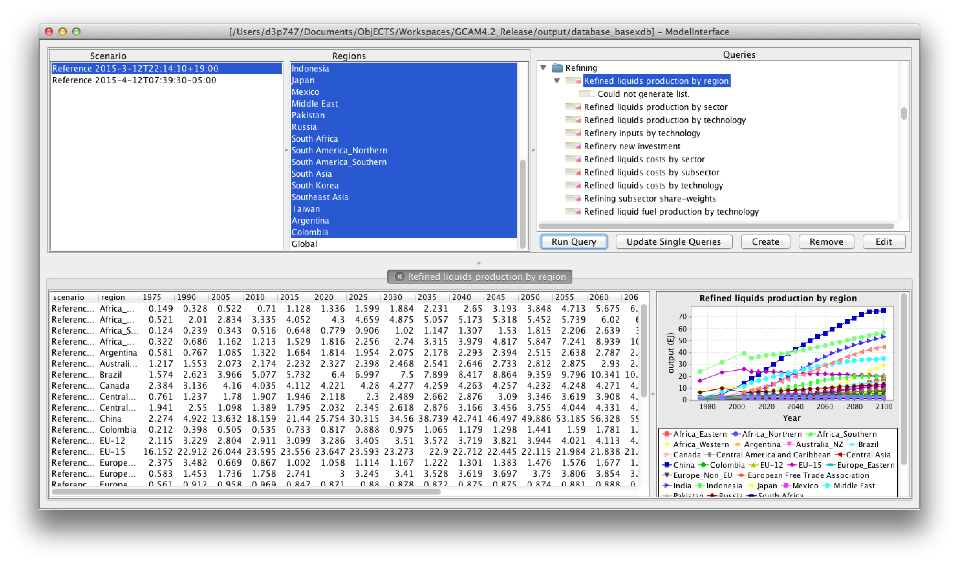 [/Users/d3p747/Documents/ObjECTS/Workspaces/GCAM4.2_Release/output/database_basexdb] - ModelInterface
Scenario
Reference 2015-3-12T22:14:10+19:00
Reference 2015-4-12T07:39:30-05:00
Regions
Indonesia
Japan
Mexico
Middle East
Pakistan
Russia
South Africa
South America_Northern
South America_Southern
South Asia
South Korea
Southeast Asia
Taiwan
Argentina
Colombia
Global
Queries
Refining
Refined liquids production by region
Could not generate list.
Refined liquids production by sector
Refined liquids production by technology
Refinery inputs by technology
Refinery new investment
Refined liquids costs by sector
Refined liquids costs by subsector
Refined liquids costs by technology
Refining subsector share-weights
Refined liquid fuel production by technology
Run Query Update Single Queries Create Remove Edit
Refined liquids production by region
scenario region 1975 1990 2005 2010 2015 2020 2025 2030 2035 2040 2045 2050 2055 2060 206
Referenc... Africa_... 0.149 0.328 0.522 0.71 1.128 1.336 1.599 1.884 2.231 2.65 3.193 3.848 4.713 5.675 6.
Referenc... Africa_... 0.521 2.01 2.834 3.335 4.052 4.3 4.659 4.875 5.057 5.173 5.318 5.452 5.739 6.02 6
Referenc... Africa_S... 0.124 0.239 0.343 0.516 0.648 0.779 0.906 1.02 1.147 1.307 1.53 1.815 2.206 2.639 3
Referenc... Africa_... 0.322 0.686 1.162 1.213 1.529 1.816 2.256 2.74 3.315 3.979 4.817 5.847 7.241 8.939 10
Referenc... Argentina 0.581 0.767 1.085 1.322 1.684 1.814 1.954 2.075 2.178 2.293 2.394 2.515 2.638 2.787 2.
Referenc... Australi... 1.217 1.553 2.073 2.174 2.232 2.327 2.398 2.468 2.541 2.646 2.733 2.812 2.875 2.
Referenc... Brazil 1.574 2.623 3.966 5.077 5.732 6.4 6.997 7.5 7.899 8.417 8.864 9.359 9.796 10.341 10.
Referenc... Canada 2.384 3.136 4.16 4.035 4.112 4.221 4.28 4.277 4.259 4.263 4.257 4.232 4.248 4.271 4.
Referenc... Central... 0.761 1.237 1.78 1.907 1.946 2.118 2.3 2.489 2.662 2.876 3.09 3.346 3.619 3.908 4.
Referenc... Central... 1.941 2.55 1.098 1.389 1.795 2.032 2.345 2.618 2.876 3.166 3.456 3.755 4.044 4.331 4.
Referenc... China 2.274 4.922 13.632 18.159 21.44 25.754 30.315 34.56 38.739 42.741 46.497 49.886 53.185 56.328 59
Referenc... Colombia 0.212 0.398 0.505 0.535 0.733 0.817 0.888 0.975 1.065 1.179 1.298 1.441 1.59 1.781 1.
Referenc... EU-12 2.115 3.229 2.804 2.911 3.099 3.286 3.405 3.51 3.572 3.719 3.821 3.944 4.021 4.113 4.
Referenc... EU-15 16.152 22.912 26.044 23.595 23.556 23.647 23.593 23.273 22.9 22.712 22.445 22.115 21.984 21.838 21.
Referenc... Europe... 2.375 3.482 0.669 0.867 1.002 1.058 1.114 1.167 1.222 1.301 1.383 1.476 1.576 1.677 1.
Referenc... Europe... 0.583 1.453 1.736 1.758 2.741 3 3.245 3.41 3.528 3.619 3.697 3.75 3.806 3.854 3.
Referenc... Europe 0.561 0.912 0.958 0.969 0.847 0.871 0.88 0.878 0.872 0.875 0.875 0.874 0.881 0.888 0
Refined liquids production by region
output (EJ)
70
60
50
40
30
20
10
0
1980 2000 2020 2040 2060 2080 2100
Year
Africa_Eastern Africa_Northern Africa_Southern
Africa_Western Argentina Australia_NZ Brazil
Canada Central America and Caribbean Central Asia
China Colombia EU-12 EU-15 Europe_Eastern
Europe_Non_EU European Free Trade Association
India Indonesia Japan Mexico Middle East
Pakistan Russia South Africa